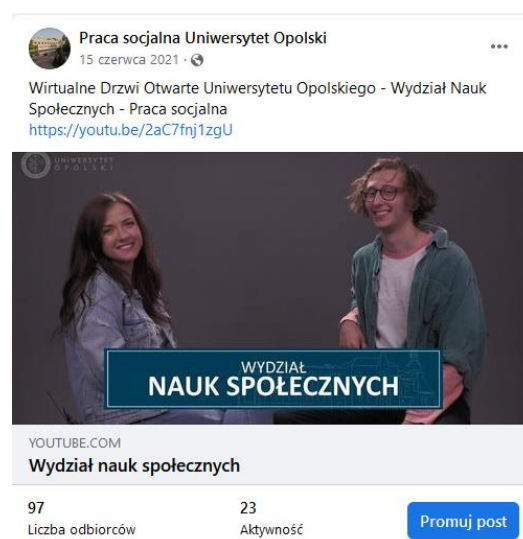 Praca socjalna Uniwersytet Opolski
15 czerwca 2021 ·
Wirtualne Drzwi Otwarte Uniwersytetu Opolskiego - Wydział Nauk
Społecznych - Praca socjalna
https://youtu.be/2aC7fnj1zgU
UNIWERSYTET
OPOLSKI
WYDZIAŁ
NAUK SPOŁECZNYCH
YOUTUBE.COM
Wydział nauk społecznych
97
Liczba odbiorców
23
Aktywność
Promuj post